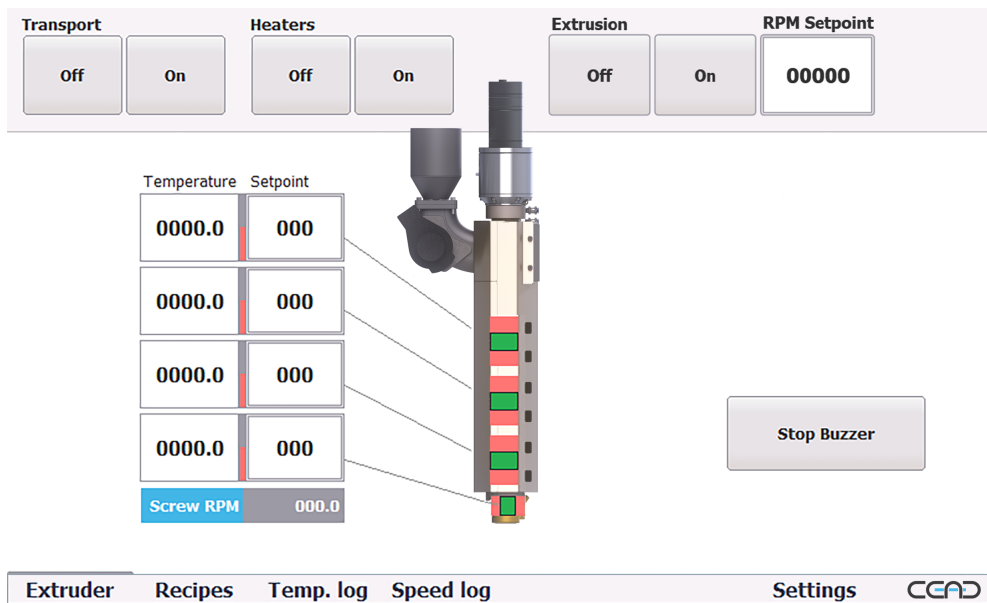 Transport Heaters Extrusion RPM Setpoint
Off On Off On Off On 00000
Temperature Setpoint
0000.0 000
0000.0 000
0000.0 000
0000.0 000
Screw RPM 000.0
Stop Buzzer
Extruder Recipes Temp. log Speed log Settings CEAD